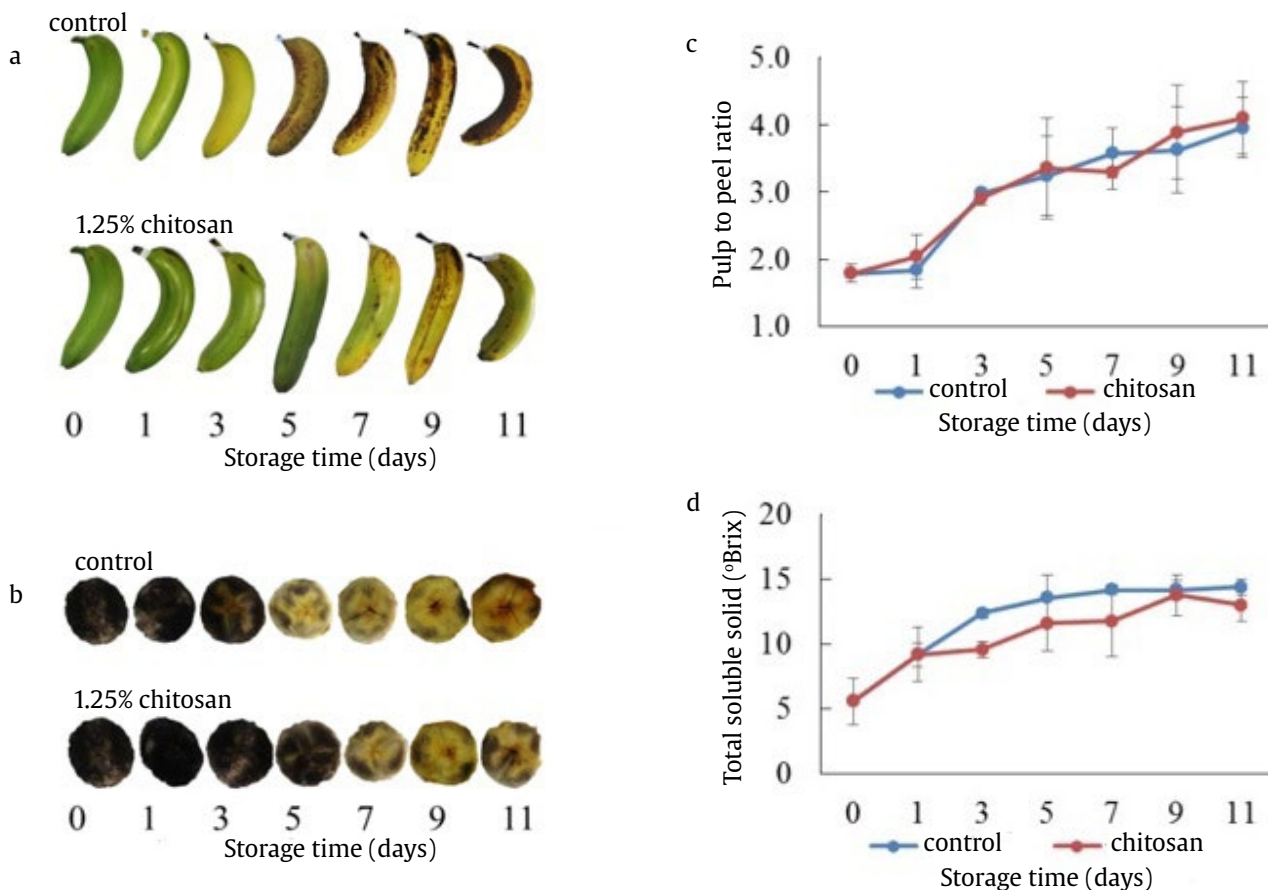 a
control
1.25% chitosan
0 1 3 5 7 9 11
Storage time (days)
b
control
1.25% chitosan
0 1 3 5 7 9 11
Storage time (days)
c
Pulp to peel ratio
5.0
4.0
3.0
2.0
1.0
0 1 3 5 7 9 11
control chitosan
Storage time (days)
d
Total soluble solid (°Brix)
20
15
10
5
0
0 1 3 5 7 9 11
control chitosan
Storage time (days)